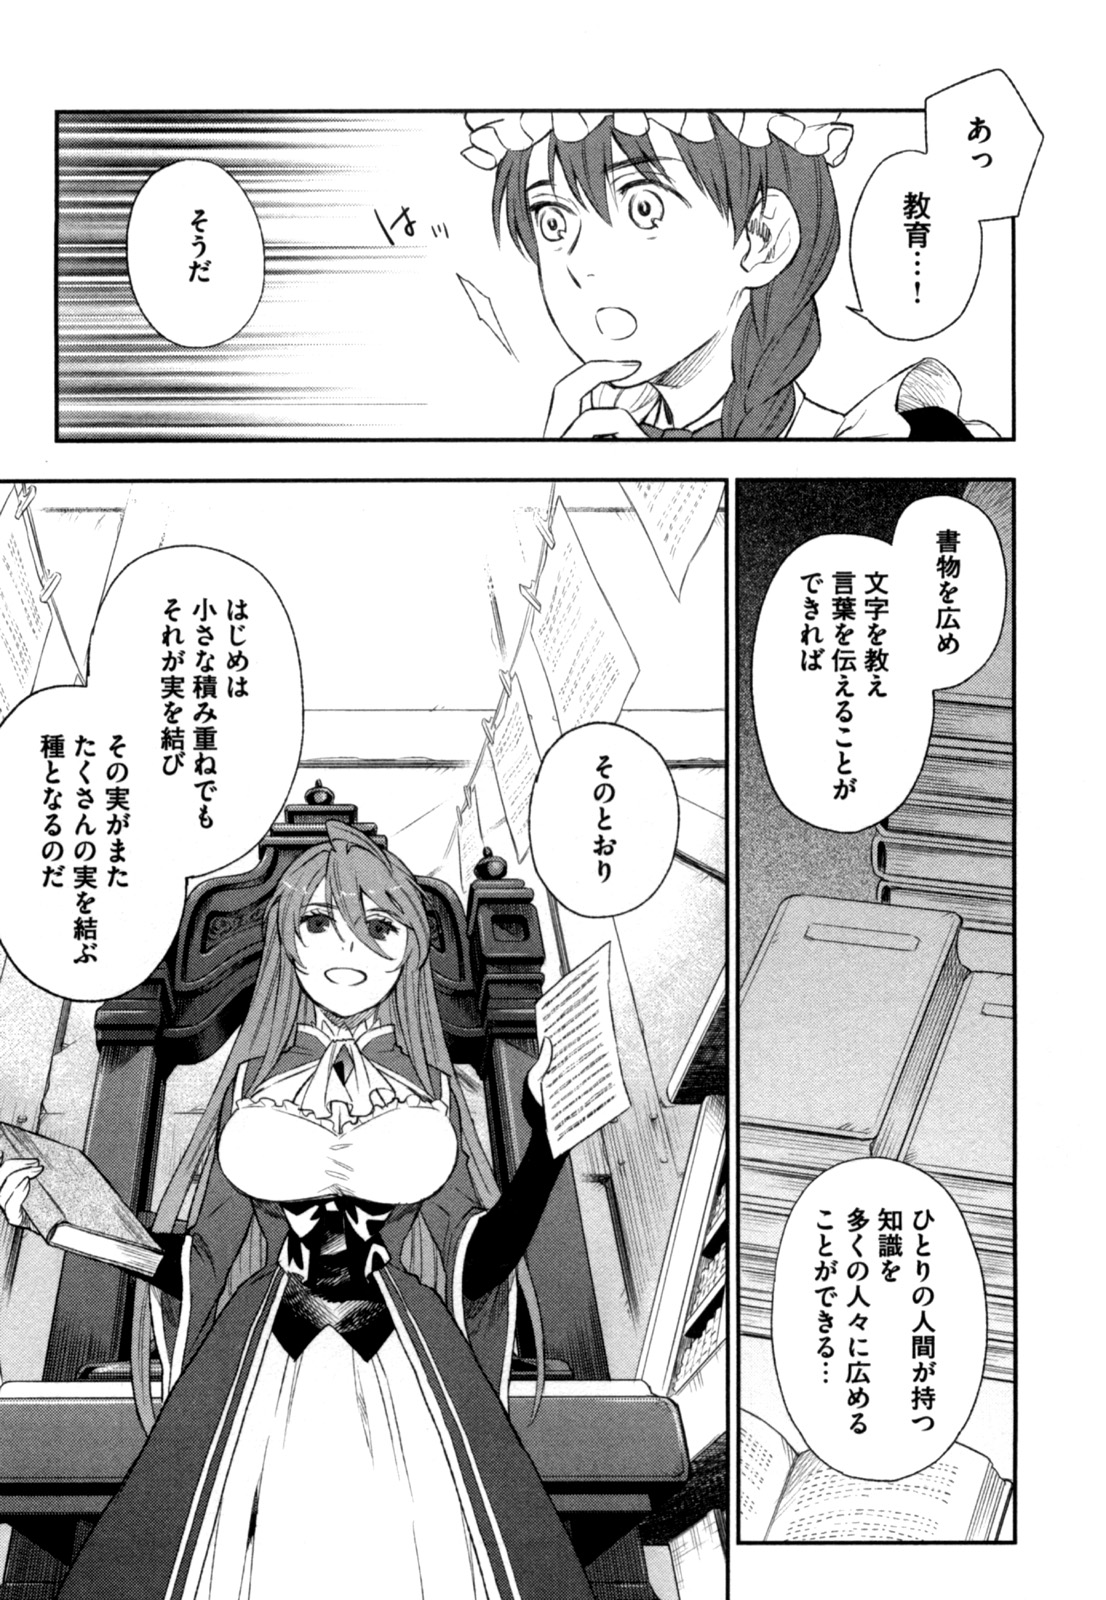 あっ
教育…！
はッ
そうだ
書物を広め
文字を教え
言葉を伝えることが
できれば
ひとりの人間が持つ
知識を
多くの人々に広める
ことができる…
そのとおり
はじめは
小さな積み重ねでも
それが実を結び
その実がまた
たくさんの実を結ぶ
種となるのだ